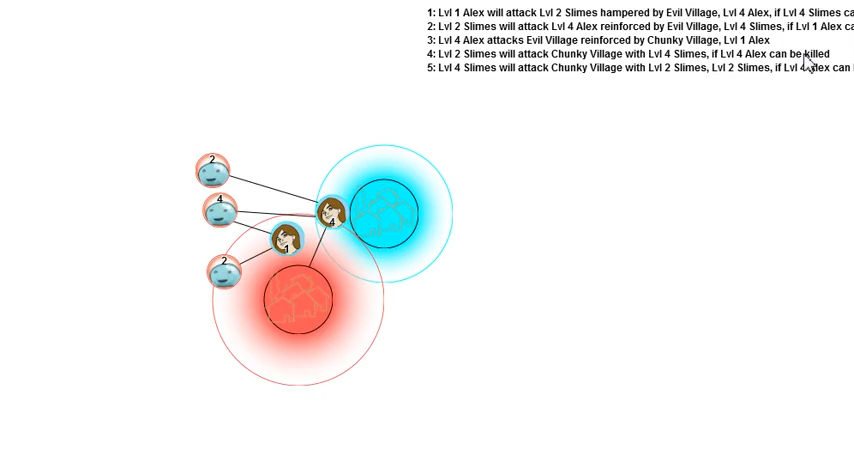 1: Lvl 1 Alex will attack Lvl 2 Slimes hampered by Evil Village, Lvl 4 Alex, if Lvl 4 Slimes ca
2: Lvl 2 Slimes will attack Lvl 4 Alex reinforced by Evil Village, Lvl 4 Slimes, if Lvl 1 Alex ca
3: Lvl 4 Alex attacks Evil Village reinforced by Chunky Village, Lvl 1 Alex
4: Lvl 2 Slimes will attack Chunky Village with Lvl 4 Slimes, if Lvl 4 Alex can be killed
5: Lvl 4 Slimes will attack Chunky Village with Lvl 2 Slimes, Lvl 2 Slimes, if Lvl 4 Alex can
2
4
4
1
2